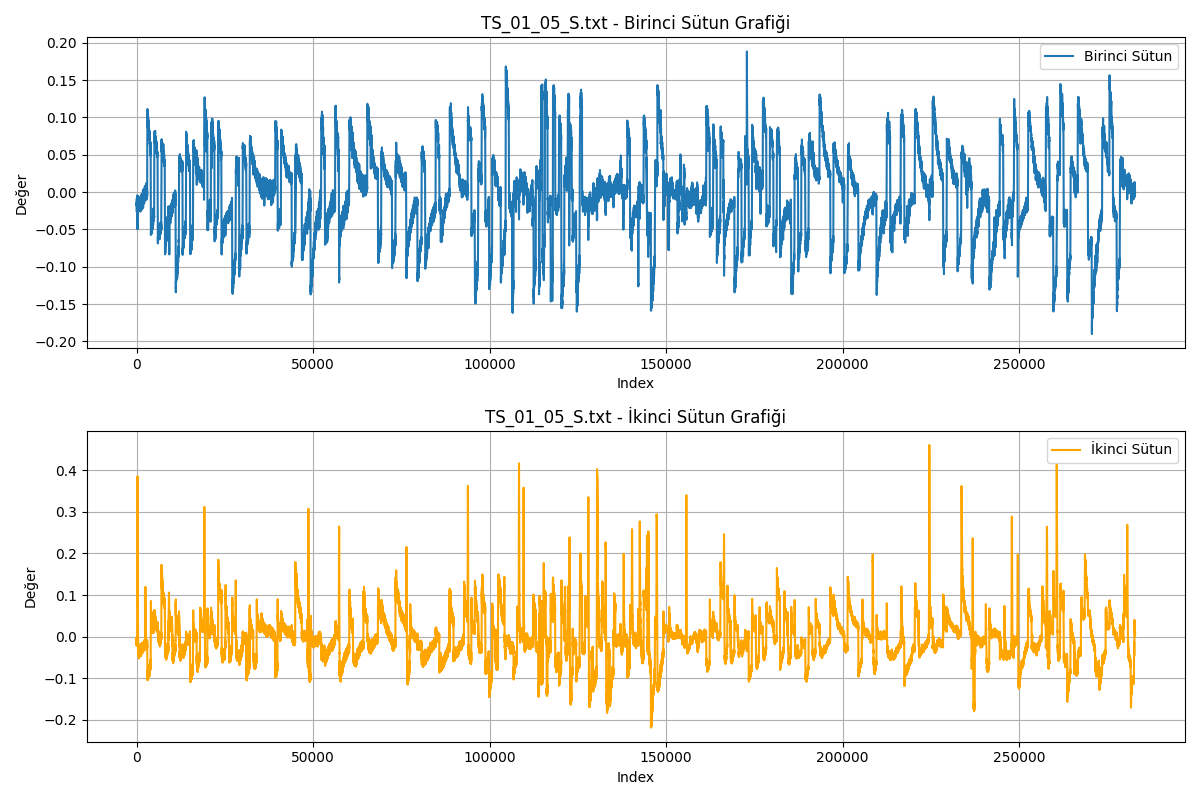 TS_01_05_S.txt - Birinci Sütun Grafiği
Birinci Sütun
Değer
0.20
0.15
0.10
0.05
0.00
−0.05
−0.10
−0.15
−0.20
0 50000 100000 150000 200000 250000
Index
TS_01_05_S.txt - İkinci Sütun Grafiği
İkinci Sütun
Değer
0.4
0.3
0.2
0.1
0.0
−0.1
−0.2
0 50000 100000 150000 200000 250000
Index